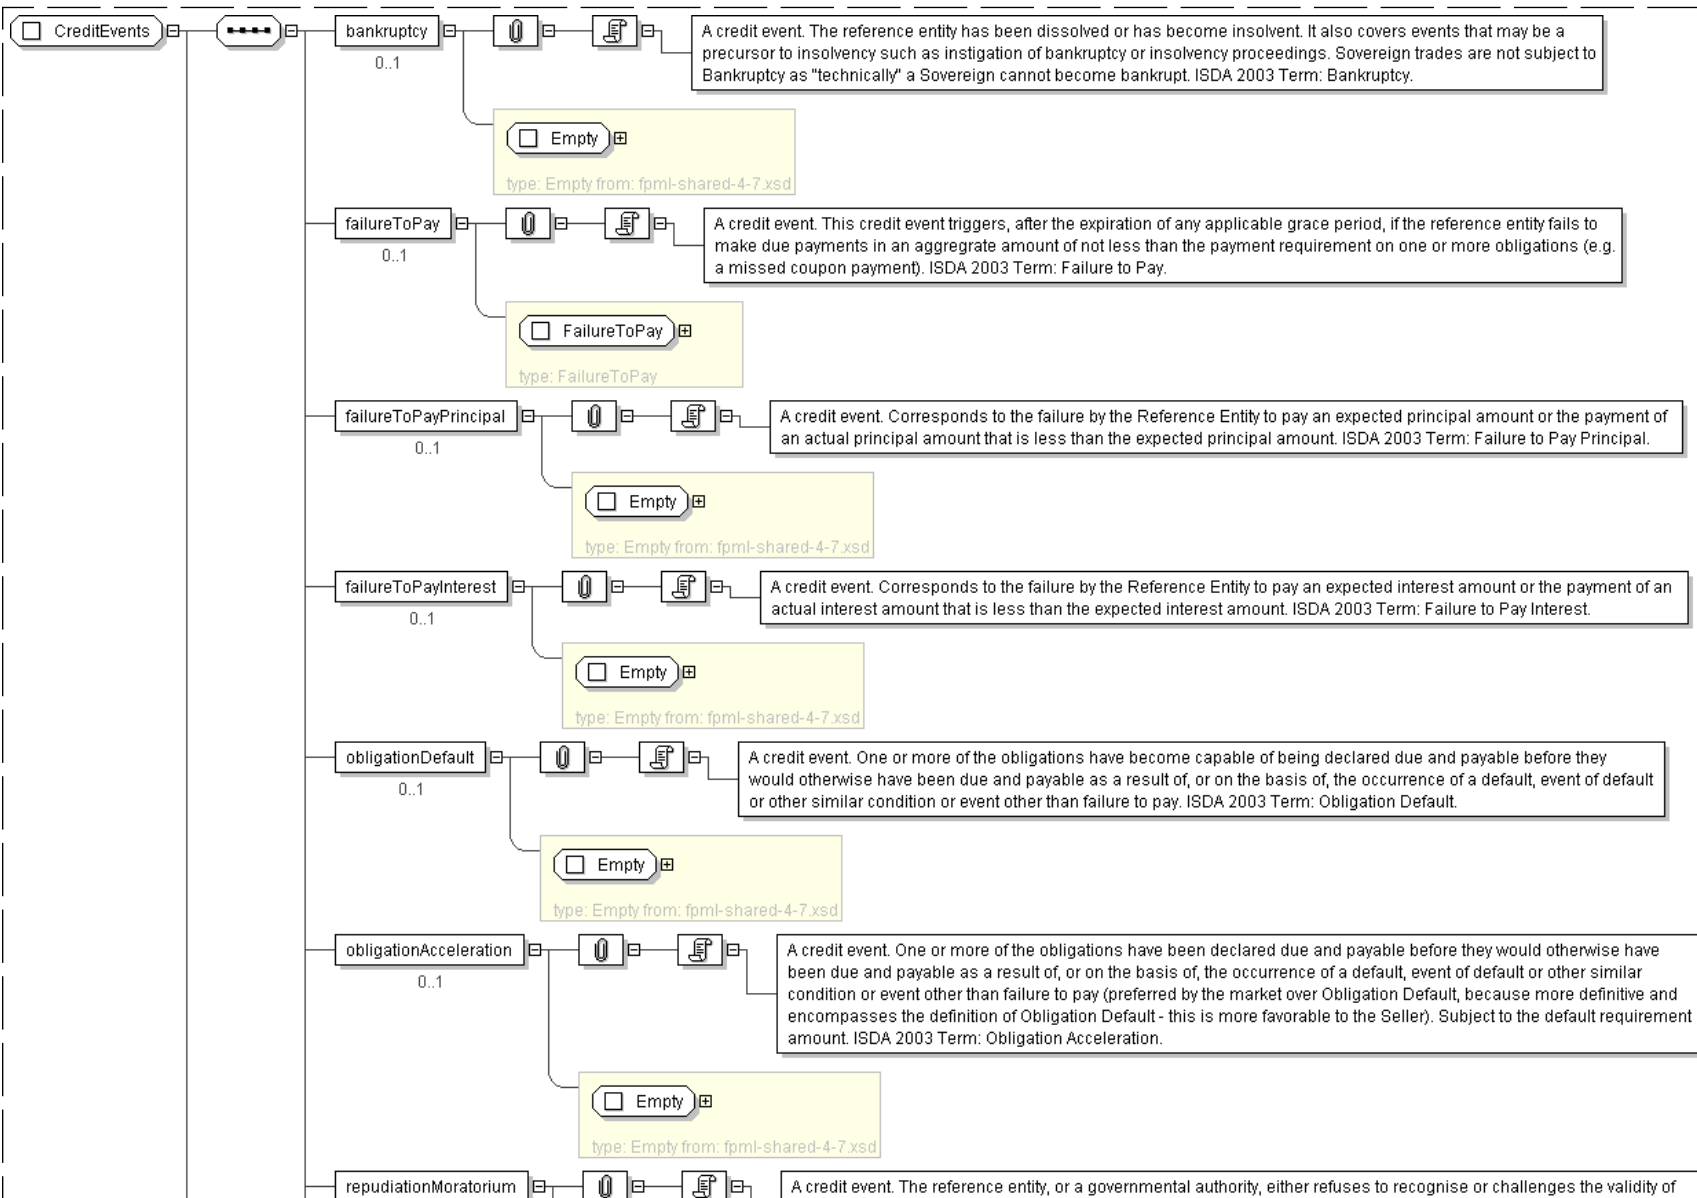 CreditEvents
bankruptcy
0..1
A credit event. The reference entity has been dissolved or has become insolvent. It also covers events that may be a
precursor to insolvency such as instigation of bankruptcy or insolvency proceedings. Sovereign trades are not subject to
Bankruptcy as "technically" a Sovereign cannot become bankrupt. ISDA 2003 Term: Bankruptcy.
Empty
type: Empty from: fpml-shared-4-7.xsd
failureToPay
0..1
A credit event. This credit event triggers, after the expiration of any applicable grace period, if the reference entity fails to
make due payments in an aggregrate amount of not less than the payment requirement on one or more obligations (e.g.
a missed coupon payment). ISDA 2003 Term: Failure to Pay.
FailureToPay
type: FailureToPay
failureToPayPrincipal
0..1
A credit event. Corresponds to the failure by the Reference Entity to pay an expected principal amount or the payment of
an actual principal amount that is less than the expected principal amount. ISDA 2003 Term: Failure to Pay Principal.
Empty
type: Empty from: fpml-shared-4-7.xsd
failureToPayInterest
0..1
A credit event. Corresponds to the failure by the Reference Entity to pay an expected interest amount or the payment of an
actual interest amount that is less than the expected interest amount. ISDA 2003 Term: Failure to Pay Interest.
Empty
type: Empty from: fpml-shared-4-7.xsd
obligationDefault
0..1
A credit event. One or more of the obligations have become capable of being declared due and payable before they
would otherwise have been due and payable as a result of, or on the basis of, the occurrence of a default, event of default
or other similar condition or event other than failure to pay. ISDA 2003 Term: Obligation Default.
Empty
type: Empty from: fpml-shared-4-7.xsd
obligationAcceleration
0..1
A credit event. One or more of the obligations have been declared due and payable before they would otherwise have
been due and payable as a result of, or on the basis of, the occurrence of a default, event of default or other similar
condition or event other than failure to pay (preferred by the market over Obligation Default, because more definitive and
encompasses the definition of Obligation Default - this is more favorable to the Seller). Subject to the default requirement
amount. ISDA 2003 Term: Obligation Acceleration.
Empty
type: Empty from: fpml-shared-4-7.xsd
repudiationMoratorium
A credit event. The reference entity, or a governmental authority, either refuses to recognise or challenges the validity of